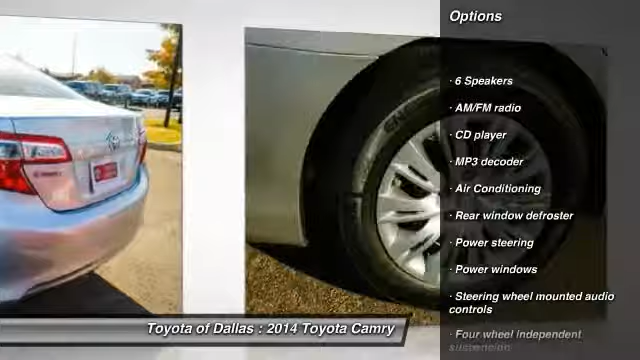 Options
· 6 Speakers
· AM/FM radio
· CD player
· MP3 decoder
· Air Conditioning
· Rear window defroster
· Power steering
· Power windows
· Steering wheel mounted audio
controls
· Four wheel independent
suspension
Toyota of Dallas : 2014 Toyota Camry